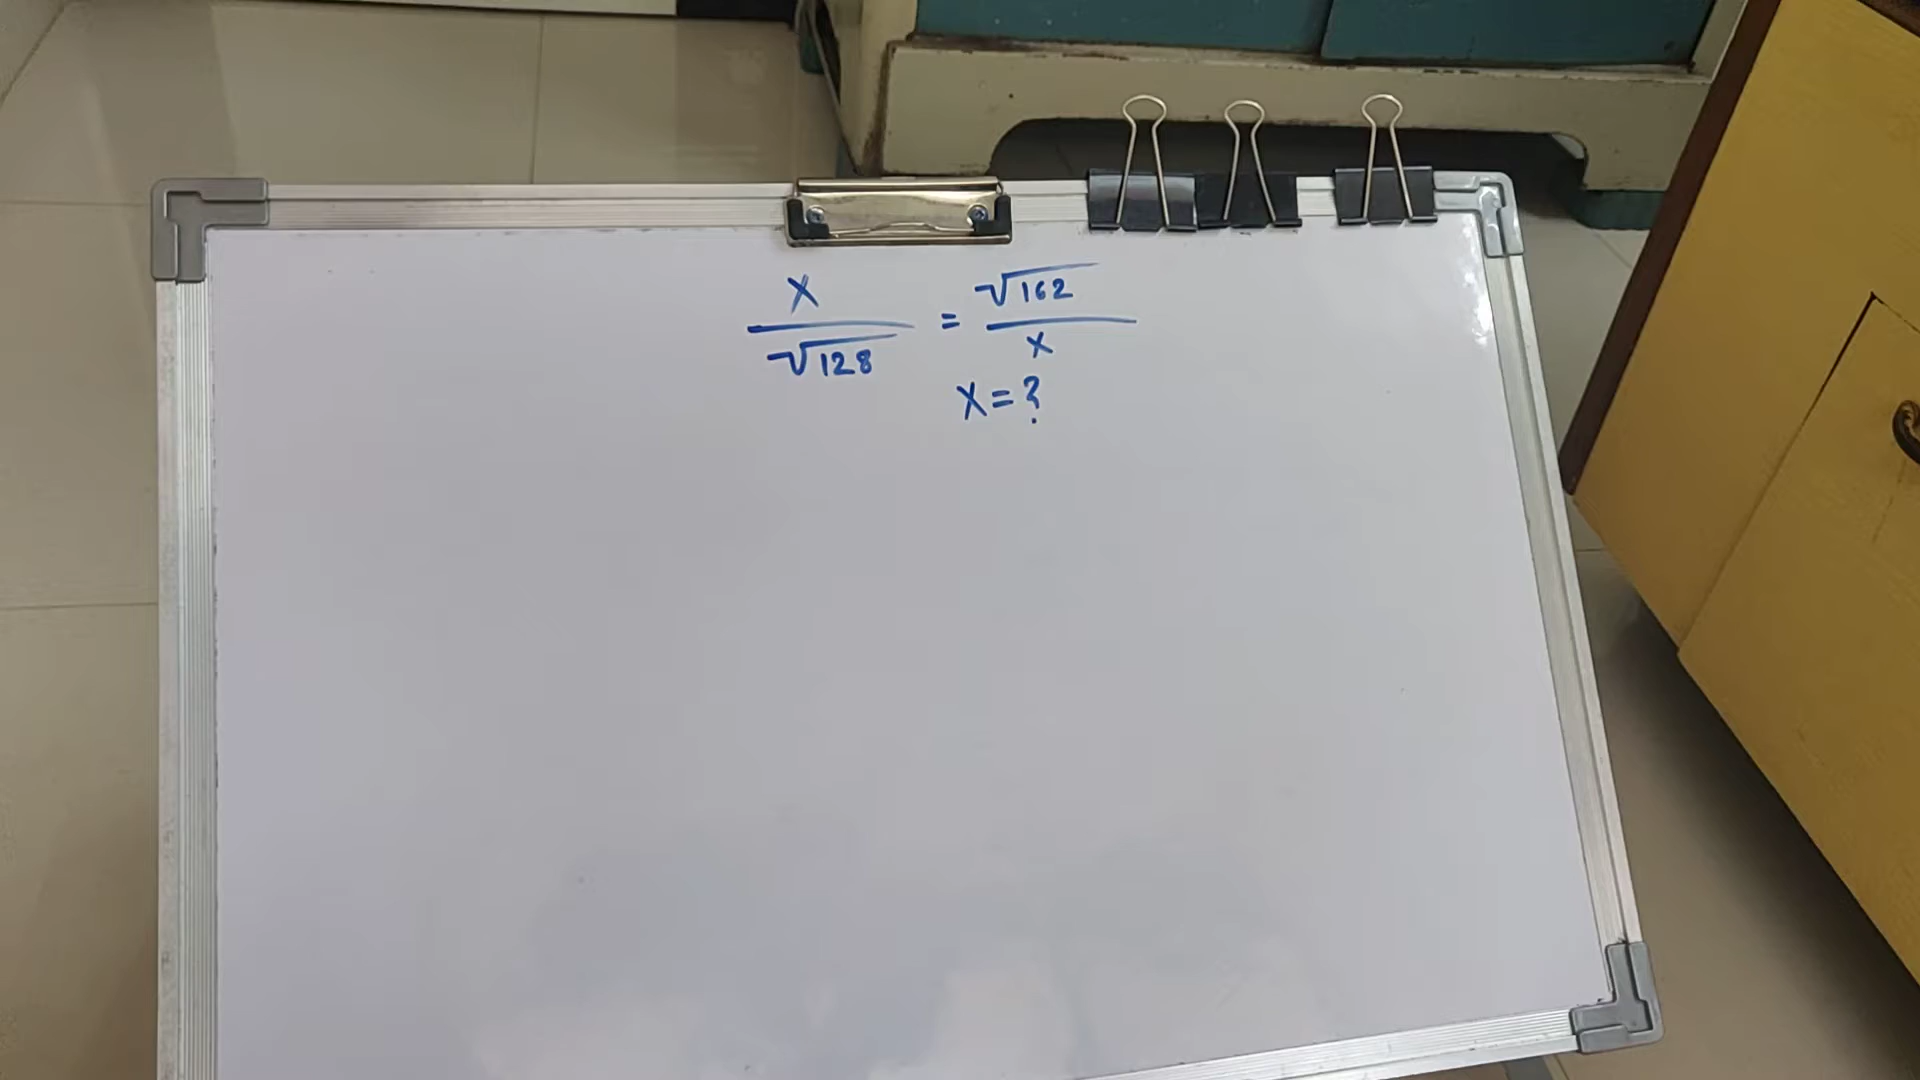 x/√128 = √162/x
x=?